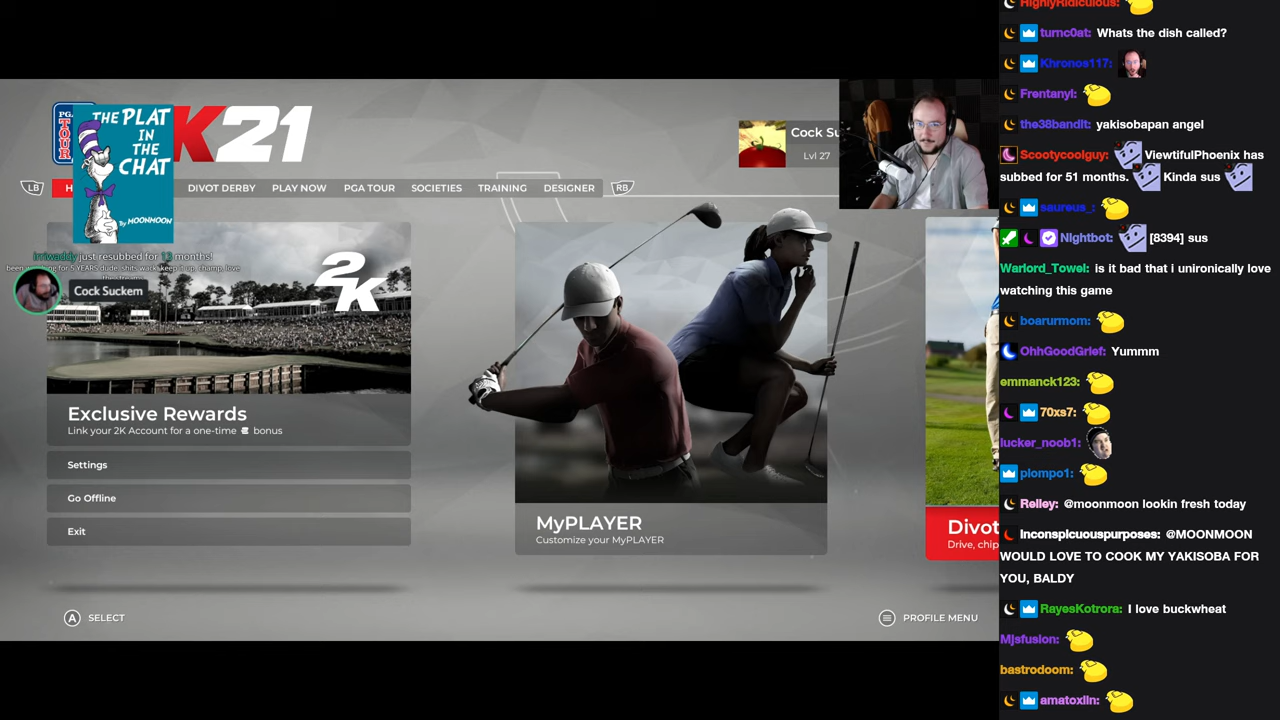 PGA
TOUR
K21
THE PLAT
IN
THE
CHAT
By MOONMOON
Cock Su
Lvl 27
LB
H
DIVOT DERBY
PLAY NOW
PGA TOUR
SOCIETIES
TRAINING
DESIGNER
RB
irriwaddy just resubbed for 13 months!
Cock Suckem
2K
Exclusive Rewards
Link your 2K Account for a one-time bonus
Settings
Go Offline
Exit
MyPLAYER
Customize your MyPLAYER
Divot
Drive, chip
A SELECT
PROFILE MENU
HighlyRidiculous:
turnc0at: Whats the dish called?
Khronos117:
Frentanyl:
the38bandit: yakisobapan angel
Scootycoolguy: ViewtifulPhoenix has
subbed for 51 months. Kinda sus
saureus_:
Nightbot: [8394] sus
Warlord_Towel: is it bad that i unironically love
watching this game
boarurmom:
OhhGoodGrief: Yummm
emmanck123:
70xs7:
lucker_noob1:
plompo1:
Relley: @moonmoon lookin fresh today
Inconspicuouspurposes: @MOONMOON
WOULD LOVE TO COOK MY YAKISOBA FOR
YOU, BALDY
RayesKotrora: I love buckwheat
Mjsfusion:
bastrodoom:
amatoxlin: